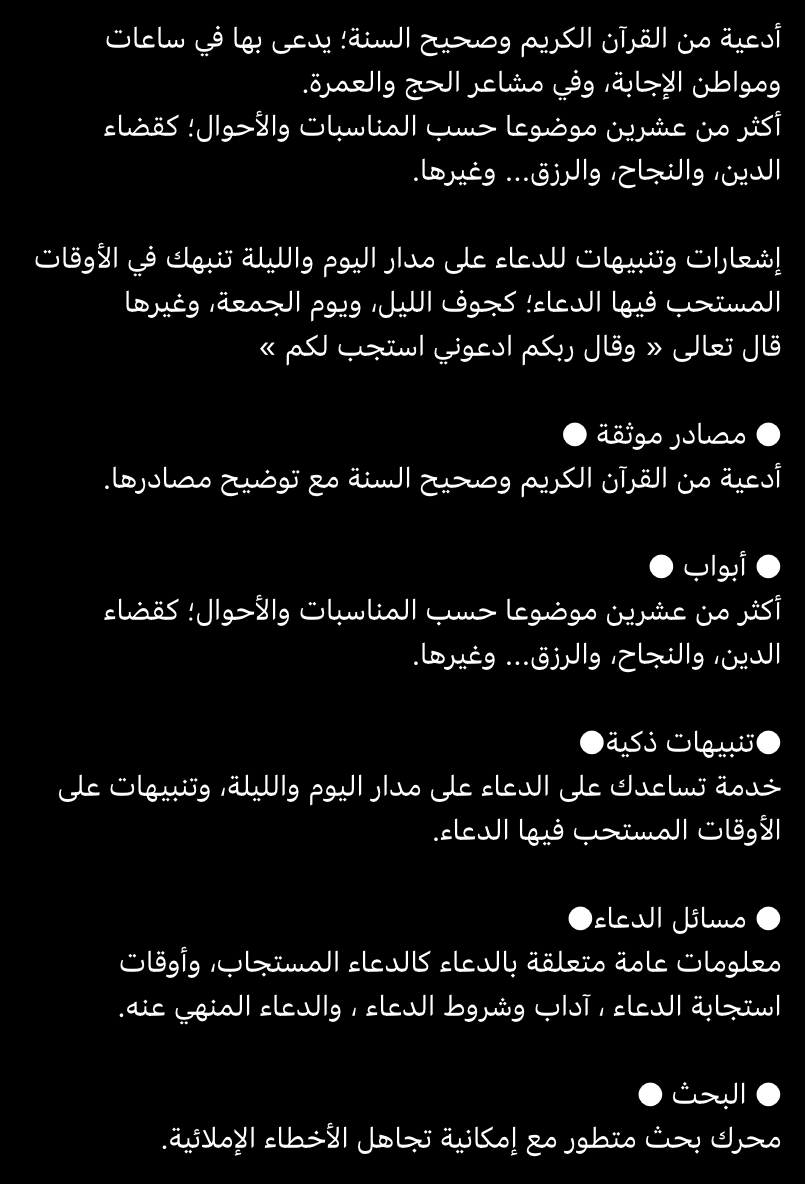 أدعية من القرآن الكريم وصحيح السنة؛ يدعى بها في ساعات
ومواطن الإجابة، وفي مشاعر الحج والعمرة.
أكثر من عشرين موضوعا حسب المناسبات والأحوال؛ كقضاء
الدين، والنجاح، والرزق... وغيرها.
إشعارات وتنبيهات للدعاء على مدار اليوم والليلة تنبهك في الأوقات
المستحب فيها الدعاء؛ كجوف الليل، ويوم الجمعة، وغيرها
قال تعالى « وقال ربكم ادعوني استجب لكم »
● مصادر موثقة ●
أدعية من القرآن الكريم وصحيح السنة مع توضيح مصادرها.
● أبواب ●
أكثر من عشرين موضوعا حسب المناسبات والأحوال؛ كقضاء
الدين، والنجاح، والرزق... وغيرها.
●تنبيهات ذكية●
خدمة تساعدك على الدعاء على مدار اليوم والليلة، وتنبيهات على
الأوقات المستحب فيها الدعاء.
● مسائل الدعاء●
معلومات عامة متعلقة بالدعاء كالدعاء المستجاب، وأوقات
استجابة الدعاء ، آداب وشروط الدعاء ، والدعاء المنهي عنه.
● البحث ●
محرك بحث متطور مع إمكانية تجاهل الأخطاء الإملائية.